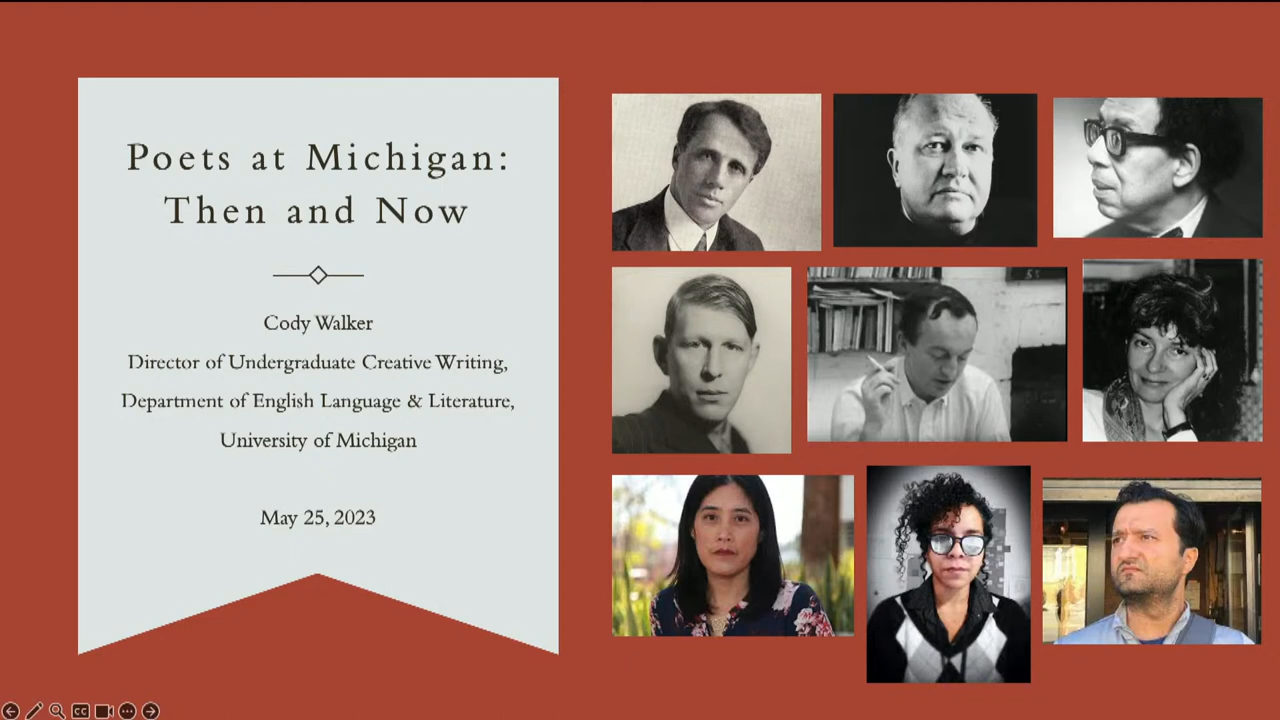 Poets at Michigan:
Then and Now
Cody Walker
Director of Undergraduate Creative Writing,
Department of English Language & Literature,
University of Michigan
May 25, 2023
CC